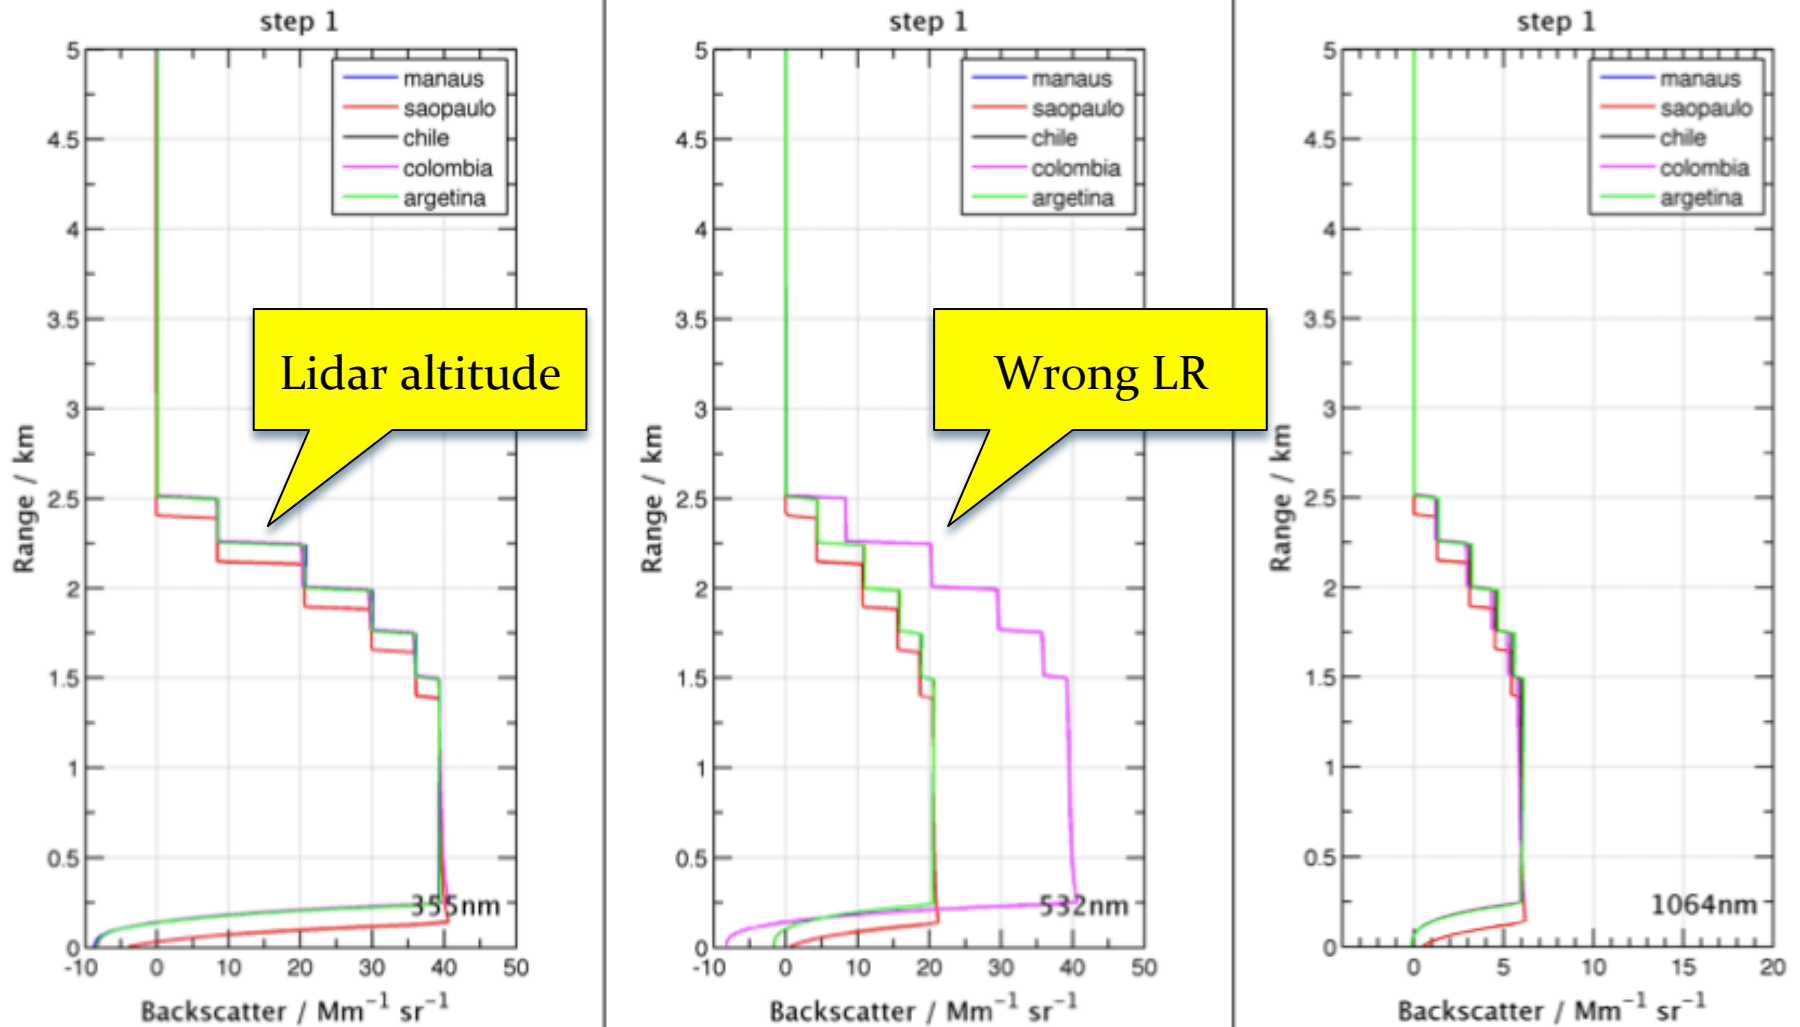 step 1
5
4.5
4
3.5
3
2.5
2
1.5
1
0.5
0
-10 0 10 20 30 40 50
Range / km
Backscatter / Mm⁻¹ sr⁻¹
manaus
saopaulo
chile
colombia
argetina
Lidar altitude
355nm
step 1
5
4.5
4
3.5
3
2.5
2
1.5
1
0.5
0
-10 0 10 20 30 40 50
Range / km
Backscatter / Mm⁻¹ sr⁻¹
manaus
saopaulo
chile
colombia
argetina
Wrong LR
532nm
step 1
5
4.5
4
3.5
3
2.5
2
1.5
1
0.5
0
0 5 10 15 20
Range / km
Backscatter / Mm⁻¹ sr⁻¹
manaus
saopaulo
chile
colombia
argetina
1064nm